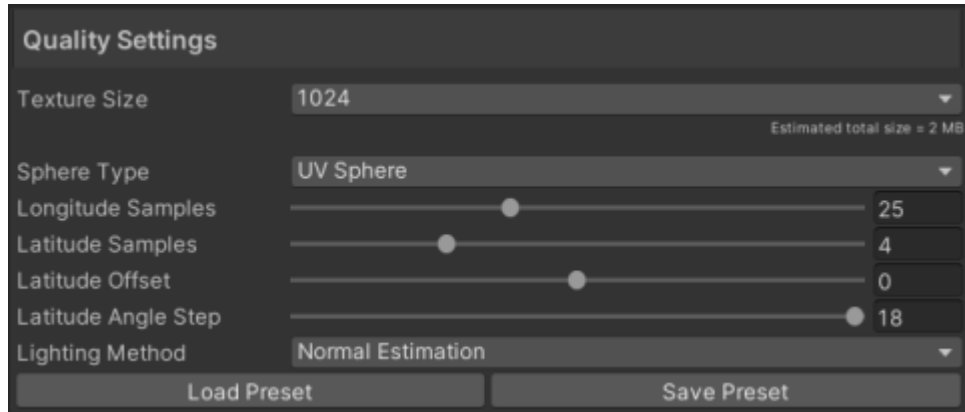 Quality Settings
Texture Size 1024
Estimated total size = 2 MB
Sphere Type UV Sphere
Longitude Samples 25
Latitude Samples 4
Latitude Offset 0
Latitude Angle Step 18
Lighting Method Normal Estimation
Load Preset Save Preset